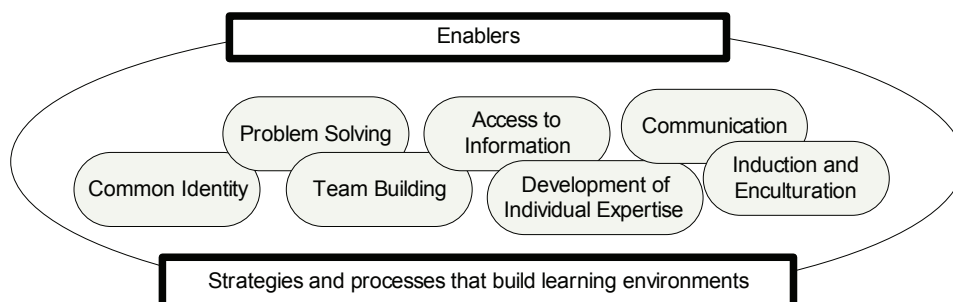 Enablers
Problem Solving
Access to
Information
Communication
Common Identity
Team Building
Development of
Individual Expertise
Induction and
Enculturation
Strategies and processes that build learning environments